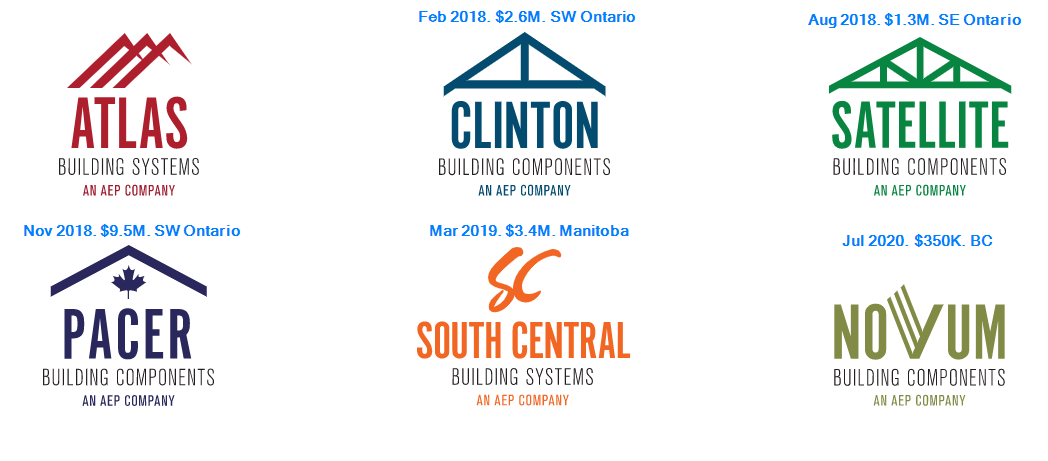 Feb 2018. $2.6M. SW Ontario
Aug 2018. $1.3M. SE Ontario
ATLAS
BUILDING SYSTEMS
AN AEP COMPANY
CLINTON
BUILDING COMPONENTS
AN AEP COMPANY
SATELLITE
BUILDING COMPONENTS
AN AEP COMPANY
Nov 2018. $9.5M. SW Ontario
PACER
BUILDING COMPONENTS
AN AEP COMPANY
Mar 2019. $3.4M. Manitoba
SC
SOUTH CENTRAL
BUILDING SYSTEMS
AN AEP COMPANY
Jul 2020. $350K. BC
NOVUM
BUILDING COMPONENTS
AN AEP COMPANY